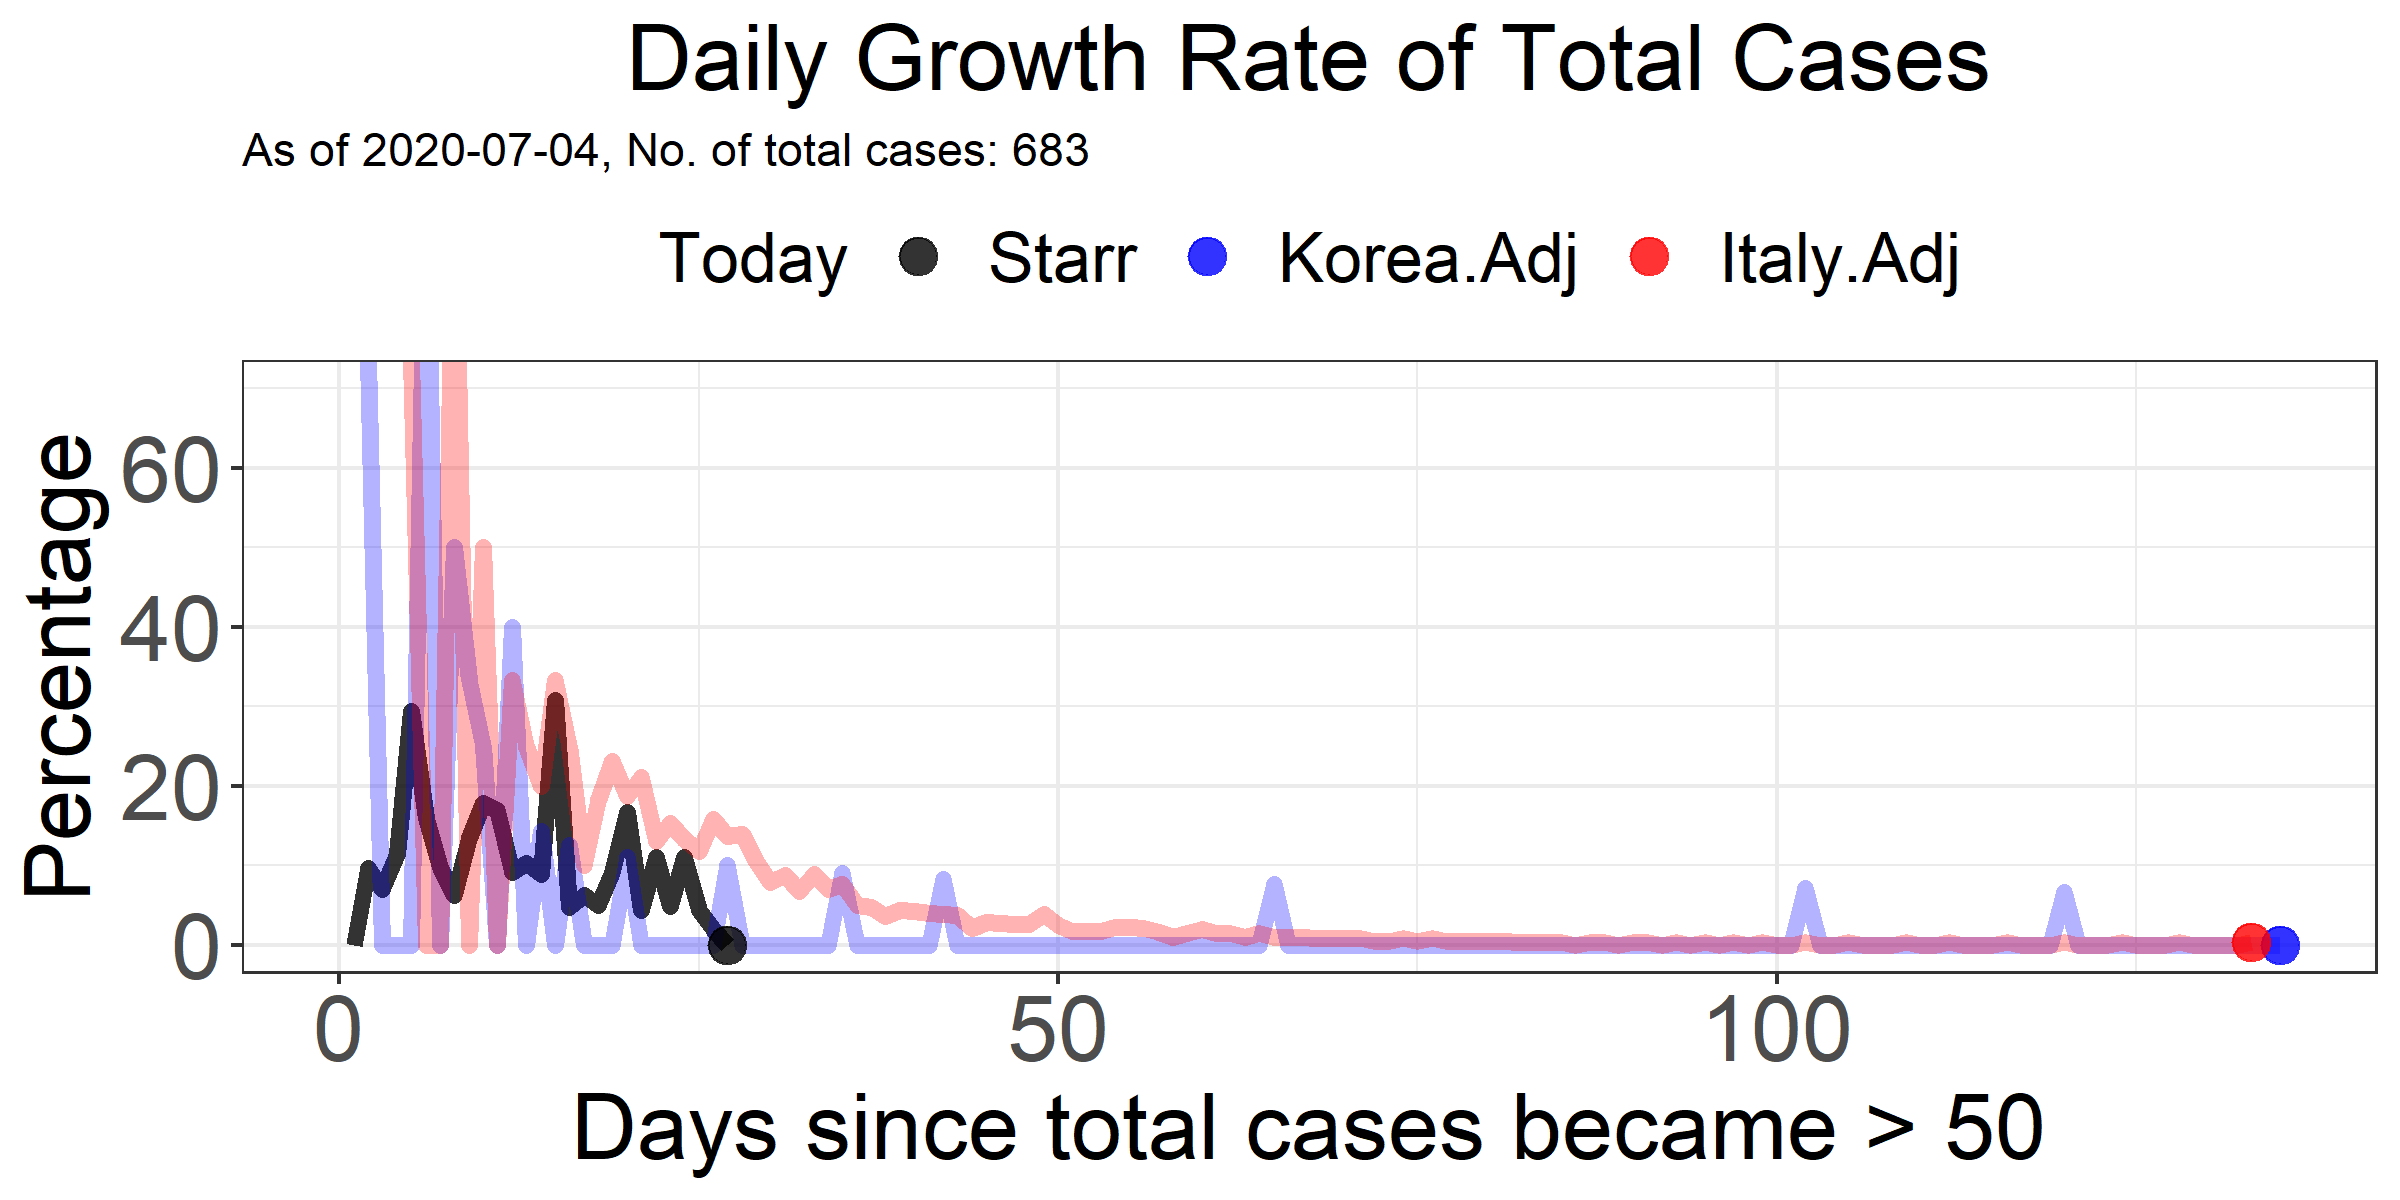 Daily Growth Rate of Total Cases
As of 2020-07-04, No. of total cases: 683
Today Starr Korea.Adj Italy.Adj
Percentage
60
40
20
0
0 50 100
Days since total cases became > 50